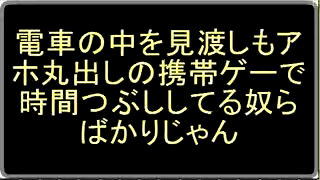 電車の中を見渡しもア
ホ丸出しの携帯ゲーで
時間つぶししてる奴ら
ばかりじゃん